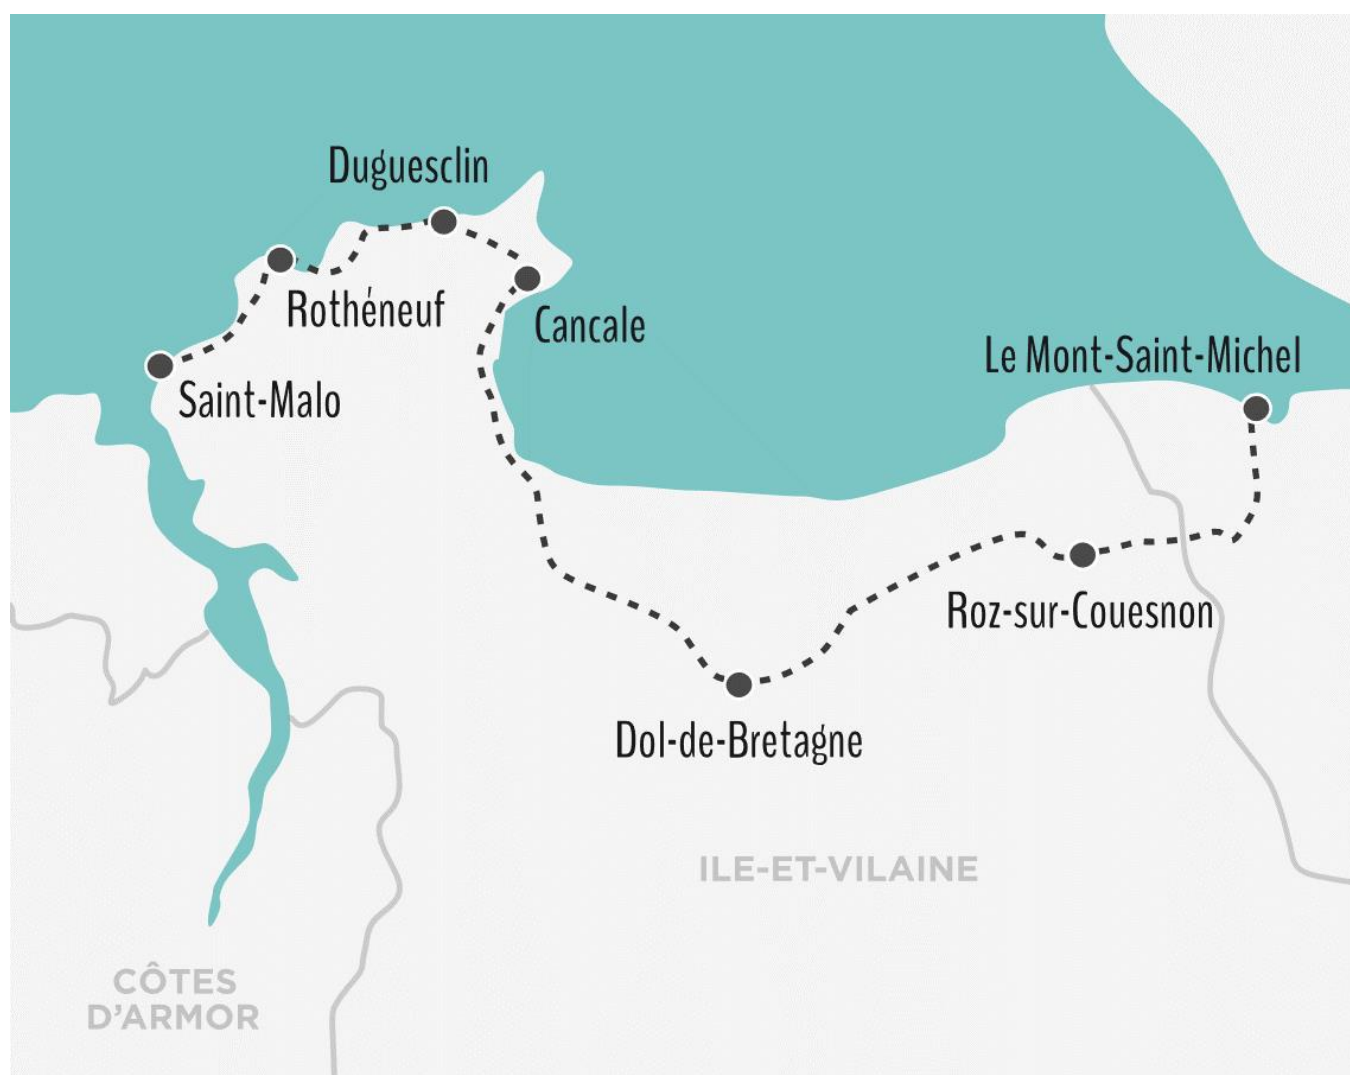 Duguesclin
Rothéneuf
Cancale
Le Mont-Saint-Michel
Saint-Malo
Roz-sur-Couesnon
Dol-de-Bretagne
ILE-ET-VILAINE
CÔTES
D'ARMOR